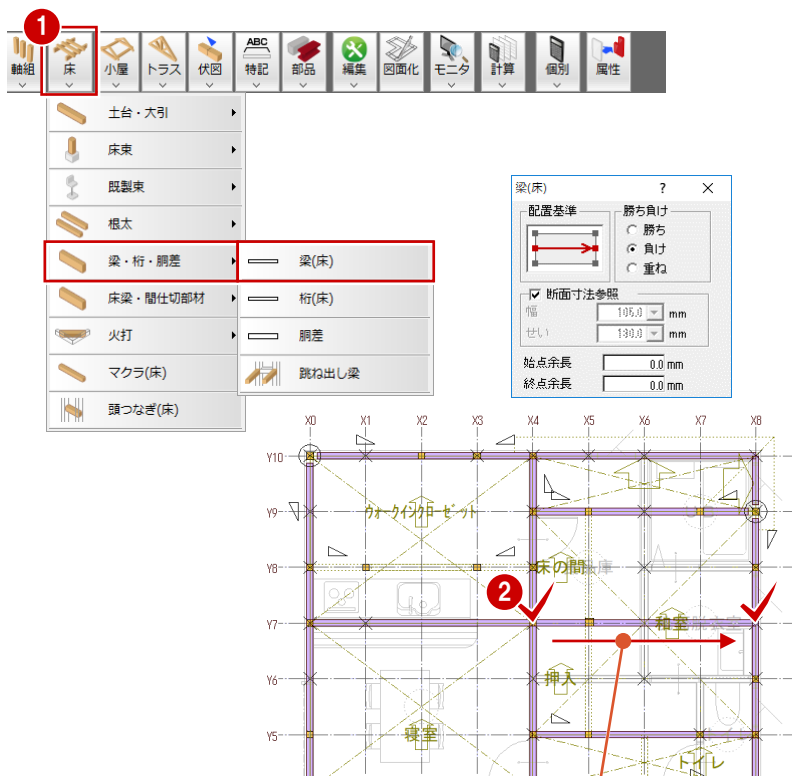 1
ABC
軸組
床
小屋
トラス
伏図
特記
部品
編集
図面化
モニタ
計算
個別
属性
土台・大引
床束
既製束
根太
梁・桁・胴差
床梁・間仕切部材
火打
マクラ(床)
頭つなぎ(床)
梁(床)
桁(床)
胴差
跳ね出し梁
梁(床) ?
配置基準
勝ち負け
勝ち
負け
重ね
断面寸法参照
幅 105.0 mm
せい 180.0 mm
始点余長 0.0 mm
終点余長 0.0 mm
X0 X1 X2 X3 X4 X5 X6 X7 X8
Y10
Y9
ウォークインクローゼット
Y8
床の間
庫
2
Y7
和室
脱衣室
Y6
押入
Y5
寝室
トイレ